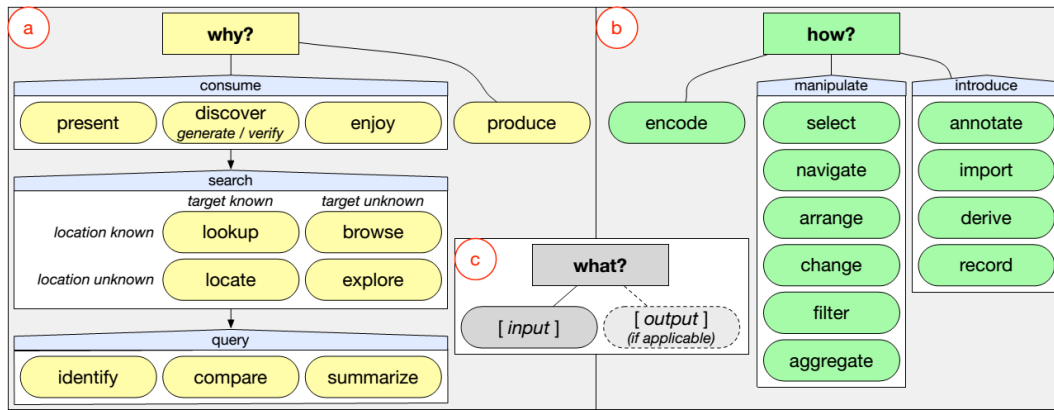 a
why?
consume
present
discover
generate / verify
enjoy
produce
search
target known
target unknown
location known
lookup
browse
location unknown
locate
explore
query
identify
compare
summarize
b
how?
encode
manipulate
select
navigate
arrange
change
filter
aggregate
introduce
annotate
import
derive
record
c
what?
[ input ]
[ output ]
(if applicable)